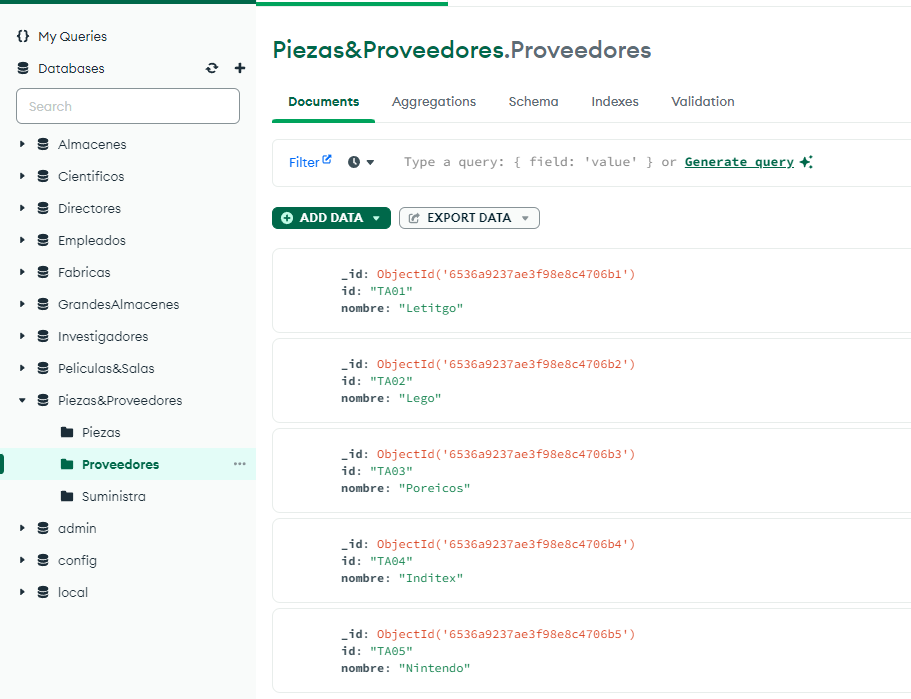 My Queries
Databases
Search
Almacenes
Cientificos
Directores
Empleados
Fabricas
GrandesAlmacenes
Investigadores
Peliculas&Salas
Piezas&Proveedores
Piezas
Proveedores
Suministra
admin
config
local
Piezas&Proveedores.Proveedores
Documents Aggregations Schema Indexes Validation
Filter Type a query: { field: 'value' } or Generate query
ADD DATA EXPORT DATA
_id: ObjectId('6536a9237ae3f98e8c4706b1')
id: "TA01"
nombre: "Letitgo"
_id: ObjectId('6536a9237ae3f98e8c4706b2')
id: "TA02"
nombre: "Lego"
_id: ObjectId('6536a9237ae3f98e8c4706b3')
id: "TA03"
nombre: "Poreicos"
_id: ObjectId('6536a9237ae3f98e8c4706b4')
id: "TA04"
nombre: "Inditex"
_id: ObjectId('6536a9237ae3f98e8c4706b5')
id: "TA05"
nombre: "Nintendo"